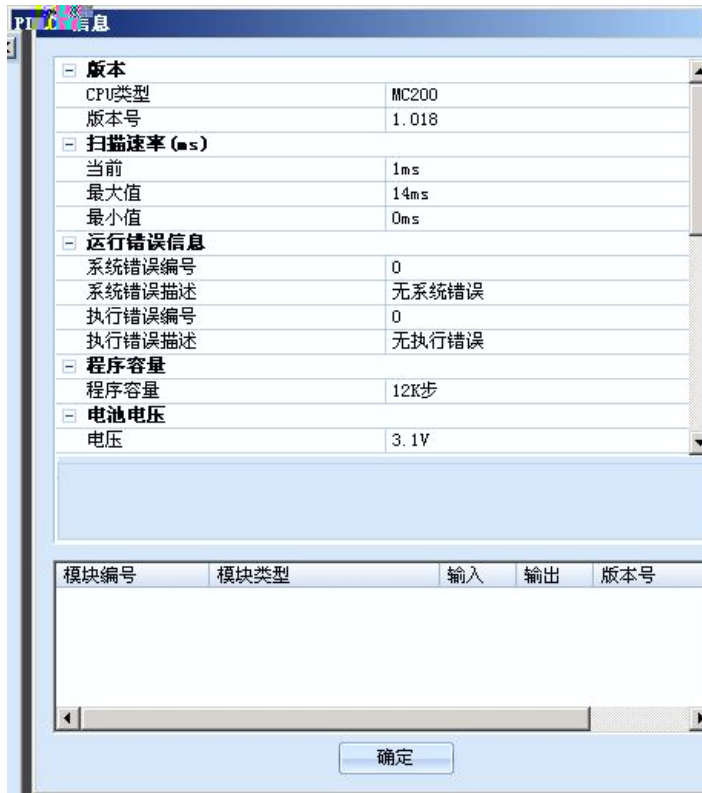 PLC 信息
版本
CPU类型 MC200
版本号 1.018
扫描速率(ms)
当前 1ms
最大值 14ms
最小值 0ms
运行错误信息
系统错误编号 0
系统错误描述 无系统错误
执行错误编号 0
执行错误描述 无执行错误
程序容量
程序容量 12K步
电池电压
电压 3.1V
模块编号 模块类型 输入 输出 版本号
确定